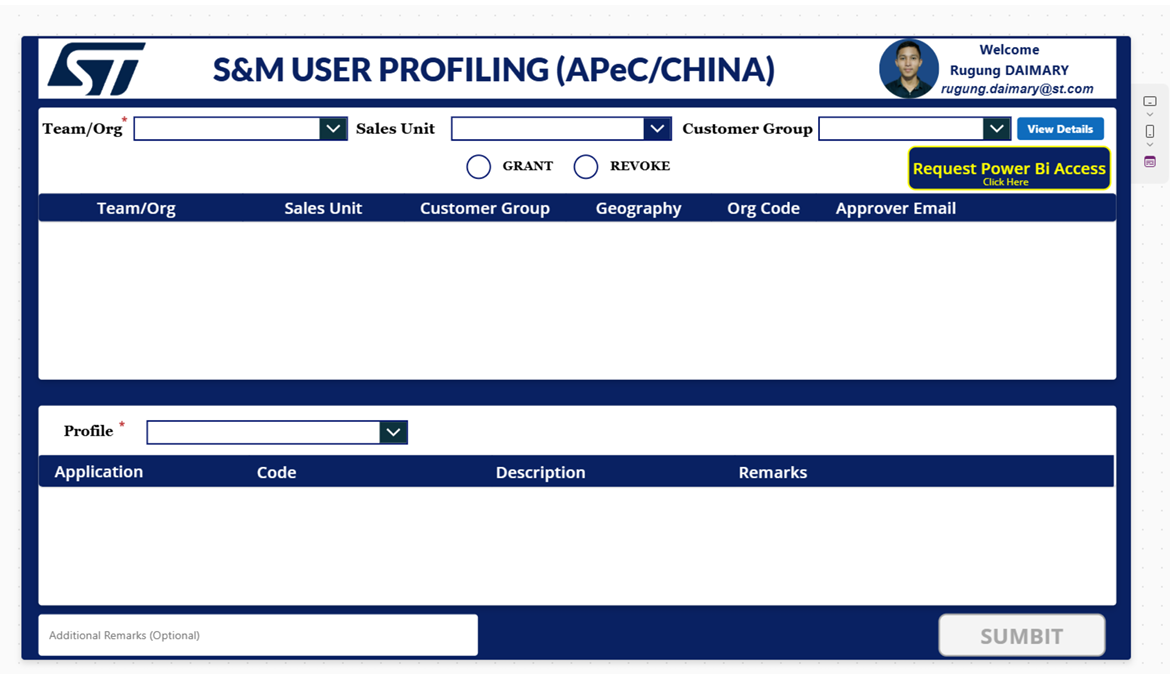 ST
S&M USER PROFILING (APeC/CHINA)
Welcome
Rugung DAIMARY
rugung.daimary@st.com
Team/Org* Sales Unit Customer Group View Details
GRANT REVOKE
Request Power Bi Access
Click Here
Team/Org Sales Unit Customer Group Geography Org Code Approver Email
Profile *
Application Code Description Remarks
Additional Remarks (Optional)
SUMBIT